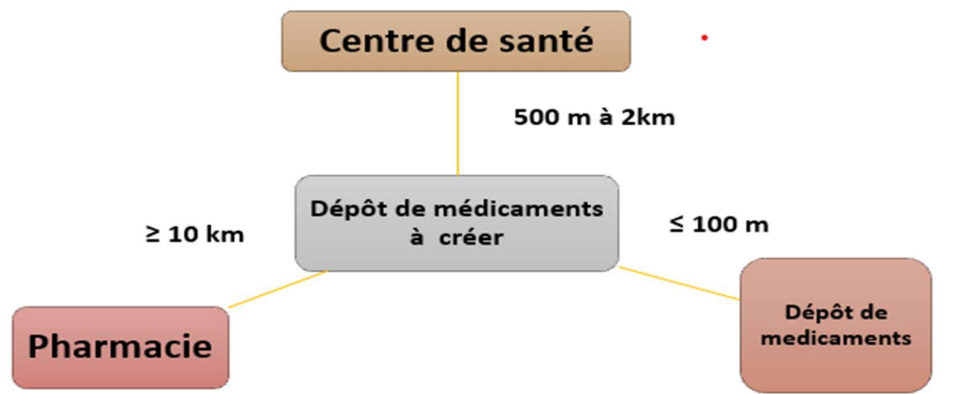 Centre de santé
500 m à 2km
Dépôt de médicaments
à créer
≥ 10 km
≤ 100 m
Pharmacie
Dépôt de
medicaments